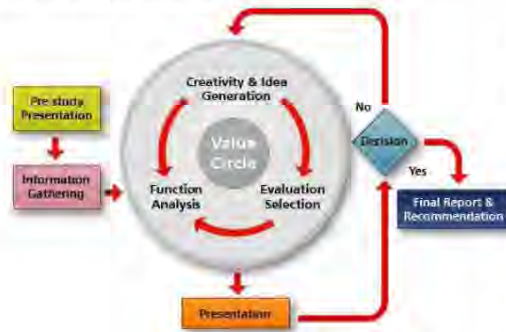 Pre study
Presentation
Information
Gathering
Creativity & Idea
Generation
Value
Circle
Function
Analysis
Evaluation
Selection
Presentation
No
Decision
Yes
Final Report &
Recommendation